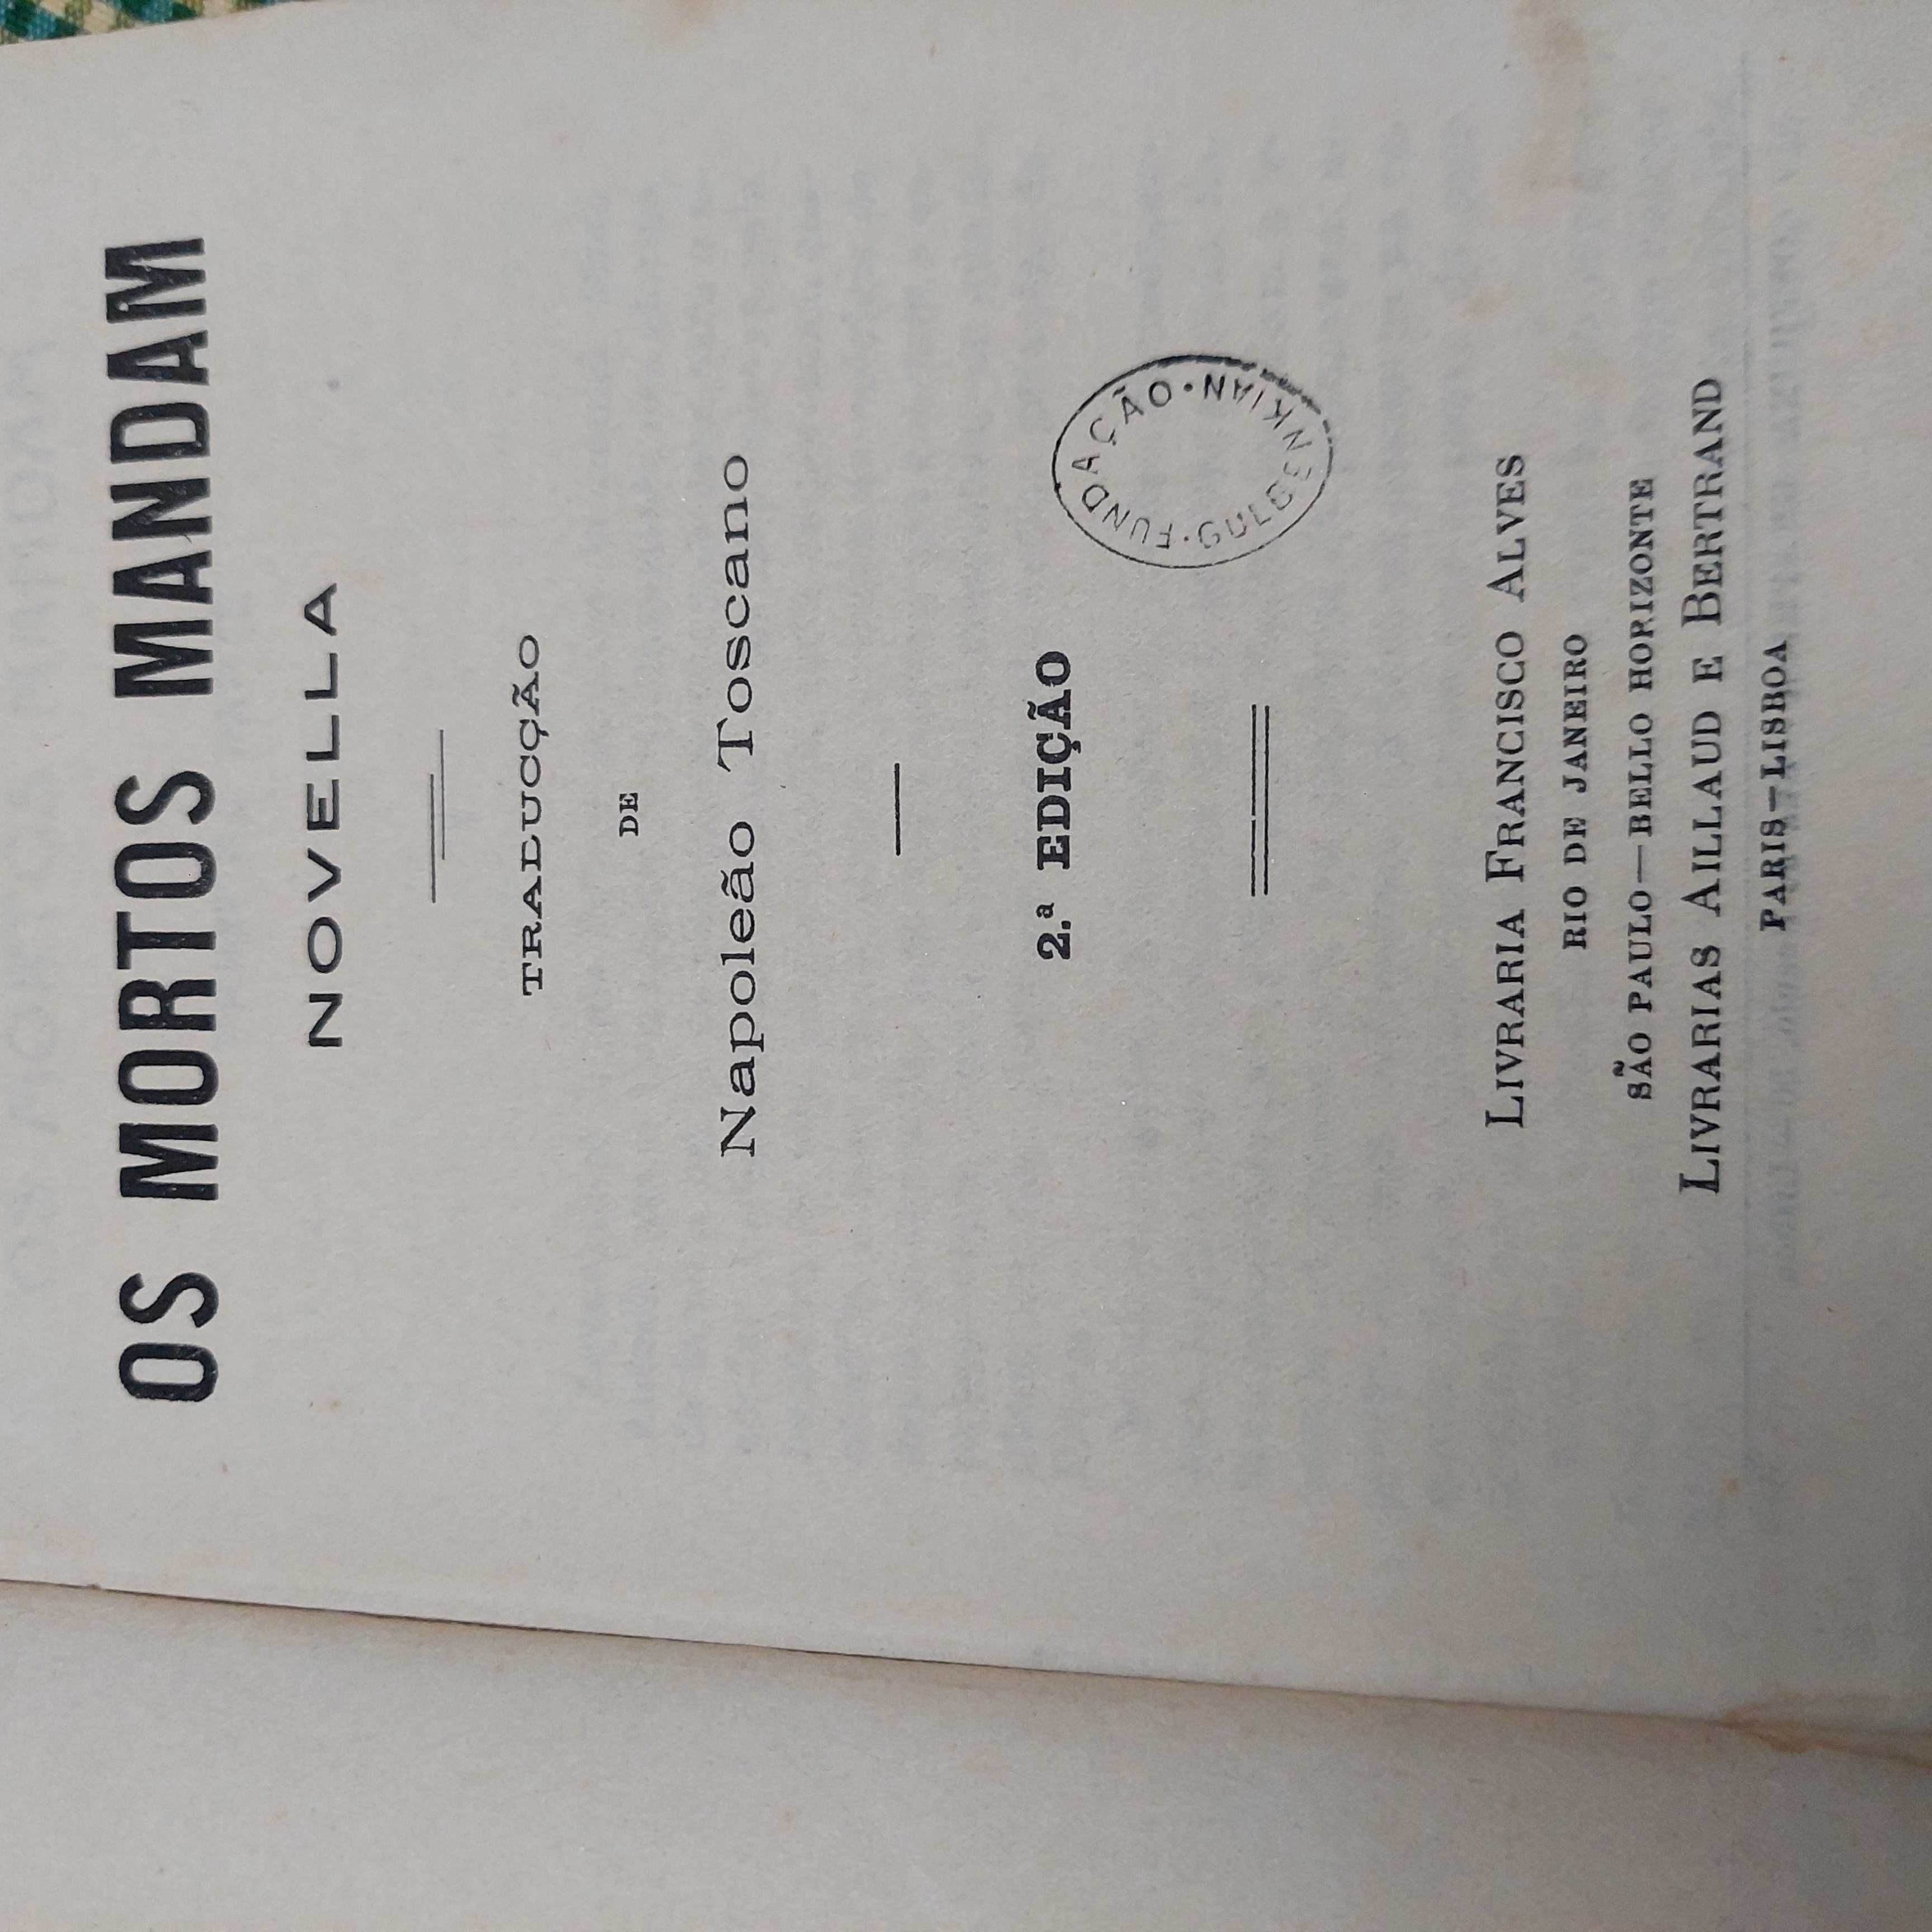 OS MORTOS MANDAM
NOVELLA
TRADUCÇÃO
DE
Napoleão Toscano
2.ª EDIÇÃO
FUNDAÇÃO · GULBENKIAN ·
LIVRARIA FRANCISCO ALVES
RIO DE JANEIRO
SÃO PAULO—BELLO HORIZONTE
LIVRARIAS AILLAUD E BERTRAND
PARIS—LISBOA